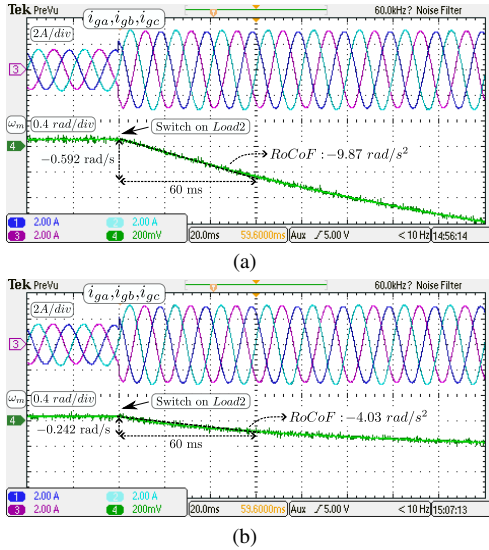 Tek PreVu 60.0kHz? Noise Filter
i_ga, i_gb, i_gc
2A/div
3
ω_m 0.4 rad/div
Switch on Load2
4
−0.592 rad/s
RoCoF : −9.87 rad/s²
60 ms
1 2.00 A 2 2.00 A
3 2.00 A 4 200mV
20.0ms 59.6000ms Aux 5.00 V < 10 Hz 14:56:14
(a)
Tek PreVu 60.0kHz? Noise Filter
i_ga, i_gb, i_gc
2A/div
3
ω_m 0.4 rad/div
Switch on Load2
4
−0.242 rad/s
RoCoF : −4.03 rad/s²
60 ms
1 2.00 A 2 2.00 A
3 2.00 A 4 200mV
20.0ms 59.6000ms Aux 5.00 V < 10 Hz 15:07:13
(b)